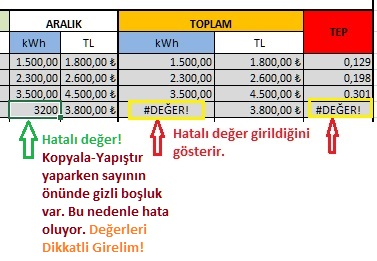 ARALIK TOPLAM TEP
kWh TL kWh TL
1.500,00 1.800,00 ₺ 1.500,00 1.800,00 ₺ 0,129
2.300,00 2.600,00 ₺ 2.300,00 2.600,00 ₺ 0,198
3.500,00 4.500,00 ₺ 3.500,00 4.500,00 ₺ 0.301
3200 3.800,00 ₺ #DEĞER! 3.800,00 ₺ #DEĞER!
Hatalı değer!
Kopyala-Yapıştır
yaparken sayının
önünde gizli boşluk
var. Bu nedenle hata
oluyor. Değerleri
Dikkatli Girelim!
Hatalı değer girildiğini
gösterir.